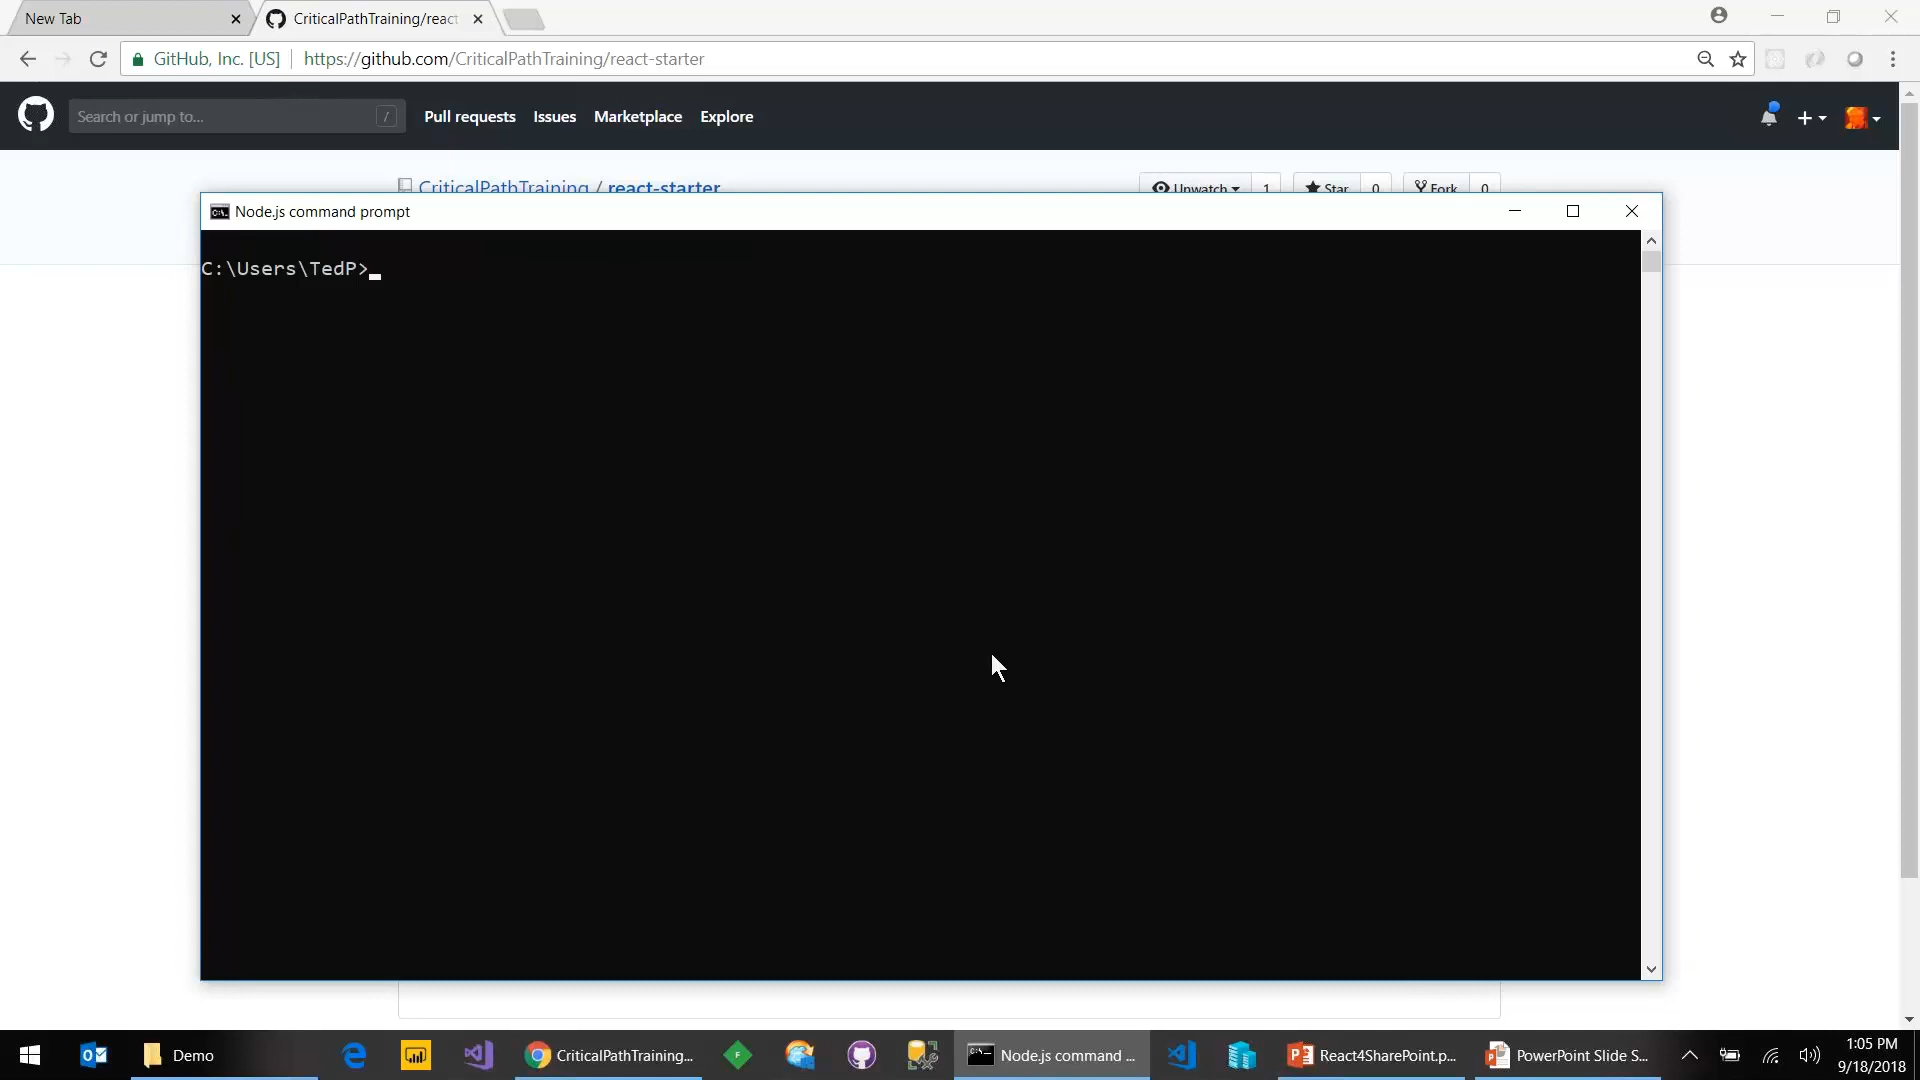 New Tab
CriticalPathTraining/react
GitHub, Inc. [US]
https://github.com/CriticalPathTraining/react-starter
Search or jump to...
/
Pull requests
Issues
Marketplace
Explore
CriticalPathTraining / react-starter
Unwatch
1
Star
0
Fork
0
Node.js command prompt
C:\Users\TedP>
Demo
CriticalPathTraining...
F
Node.js command ...
React4SharePoint.p...
PowerPoint Slide S...
1:05 PM
9/18/2018